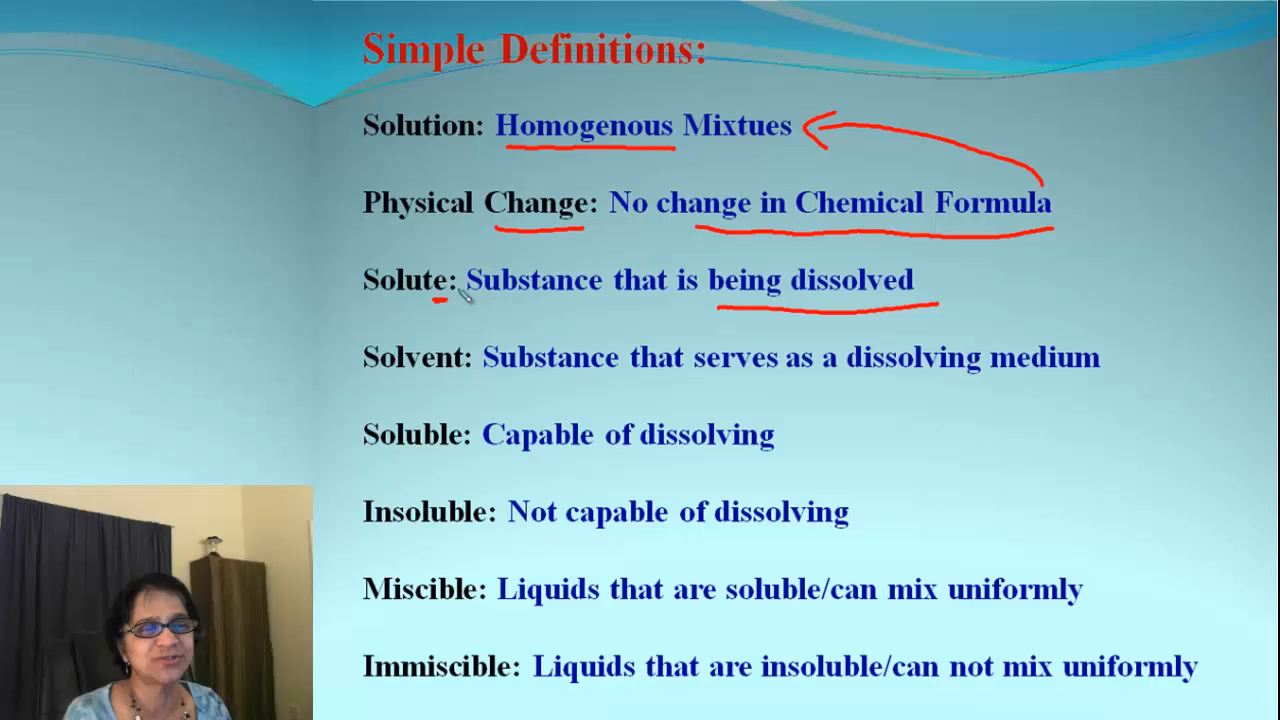 Simple Definitions:
Solution: Homogenous Mixtues
Physical Change: No change in Chemical Formula
Solute: Substance that is being dissolved
Solvent: Substance that serves as a dissolving medium
Soluble: Capable of dissolving
Insoluble: Not capable of dissolving
Miscible: Liquids that are soluble/can mix uniformly
Immiscible: Liquids that are insoluble/can not mix uniformly